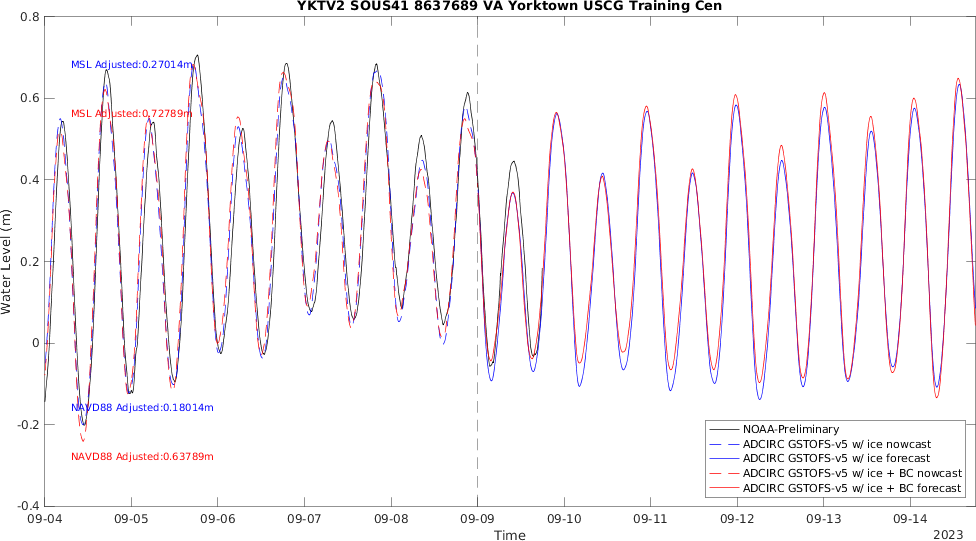 YKTV2 SOUS41 8637689 VA Yorktown USCG Training Cen
0.8
0.6
0.4
0.2
0
-0.2
-0.4
Water Level (m)
MSL Adjusted:0.27014m
MSL Adjusted:0.72789m
NAVD88 Adjusted:0.18014m
NAVD88 Adjusted:0.63789m
NOAA-Preliminary
ADCIRC GSTOFS-v5 w/ ice nowcast
ADCIRC GSTOFS-v5 w/ ice forecast
ADCIRC GSTOFS-v5 w/ ice + BC nowcast
ADCIRC GSTOFS-v5 w/ ice + BC forecast
09-04 09-05 09-06 09-07 09-08 09-09 09-10 09-11 09-12 09-13 09-14
Time
2023